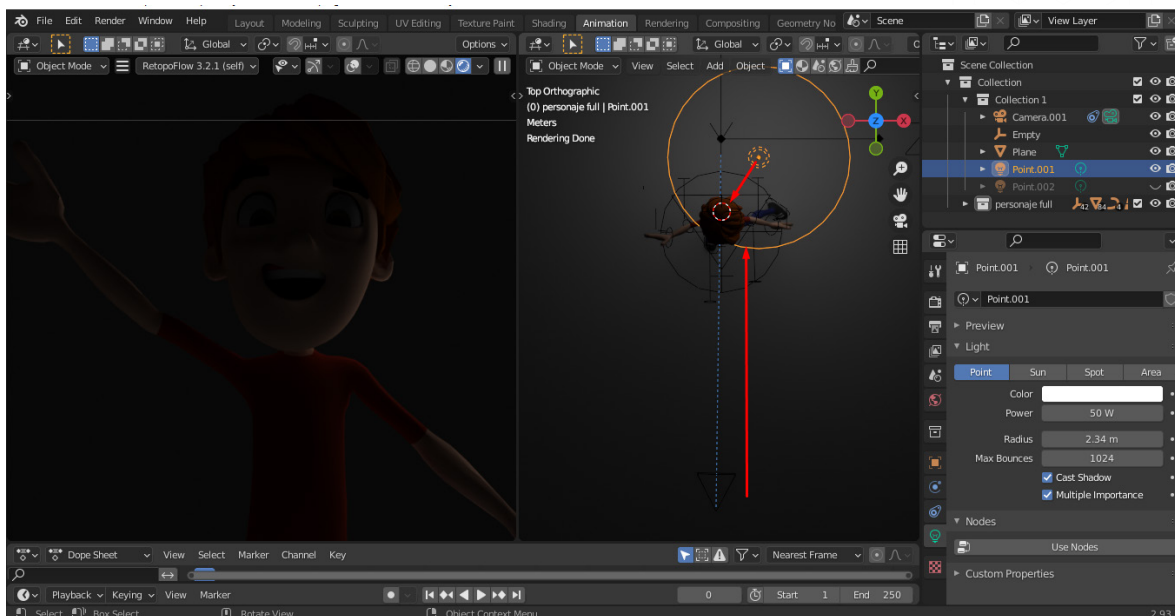 File Edit Render Window Help Layout Modeling Sculpting UV Editing Texture Paint Shading Animation Rendering Compositing Geometry No Scene View Layer
Global Options Global
Object Mode RetopoFlow 3.2.1 (self) Object Mode View Select Add Object
Top Orthographic
(0) personaje full | Point.001
Meters
Rendering Done
Y
Z X
Scene Collection
Collection
Collection 1
Camera.001
Empty
Plane
Point.001
Point.002
personaje full 42 34 4
Point.001 Point.001
Point.001
Preview
Light
Point Sun Spot Area
Color
Power 50 W
Radius 2.34 m
Max Bounces 1024
Cast Shadow
Multiple Importance
Nodes
Use Nodes
Custom Properties
Dope Sheet View Select Marker Channel Key Nearest Frame
Playback Keying View Marker 0 Start 1 End 250
Select Box Select Rotate View Object Context Menu 2.93